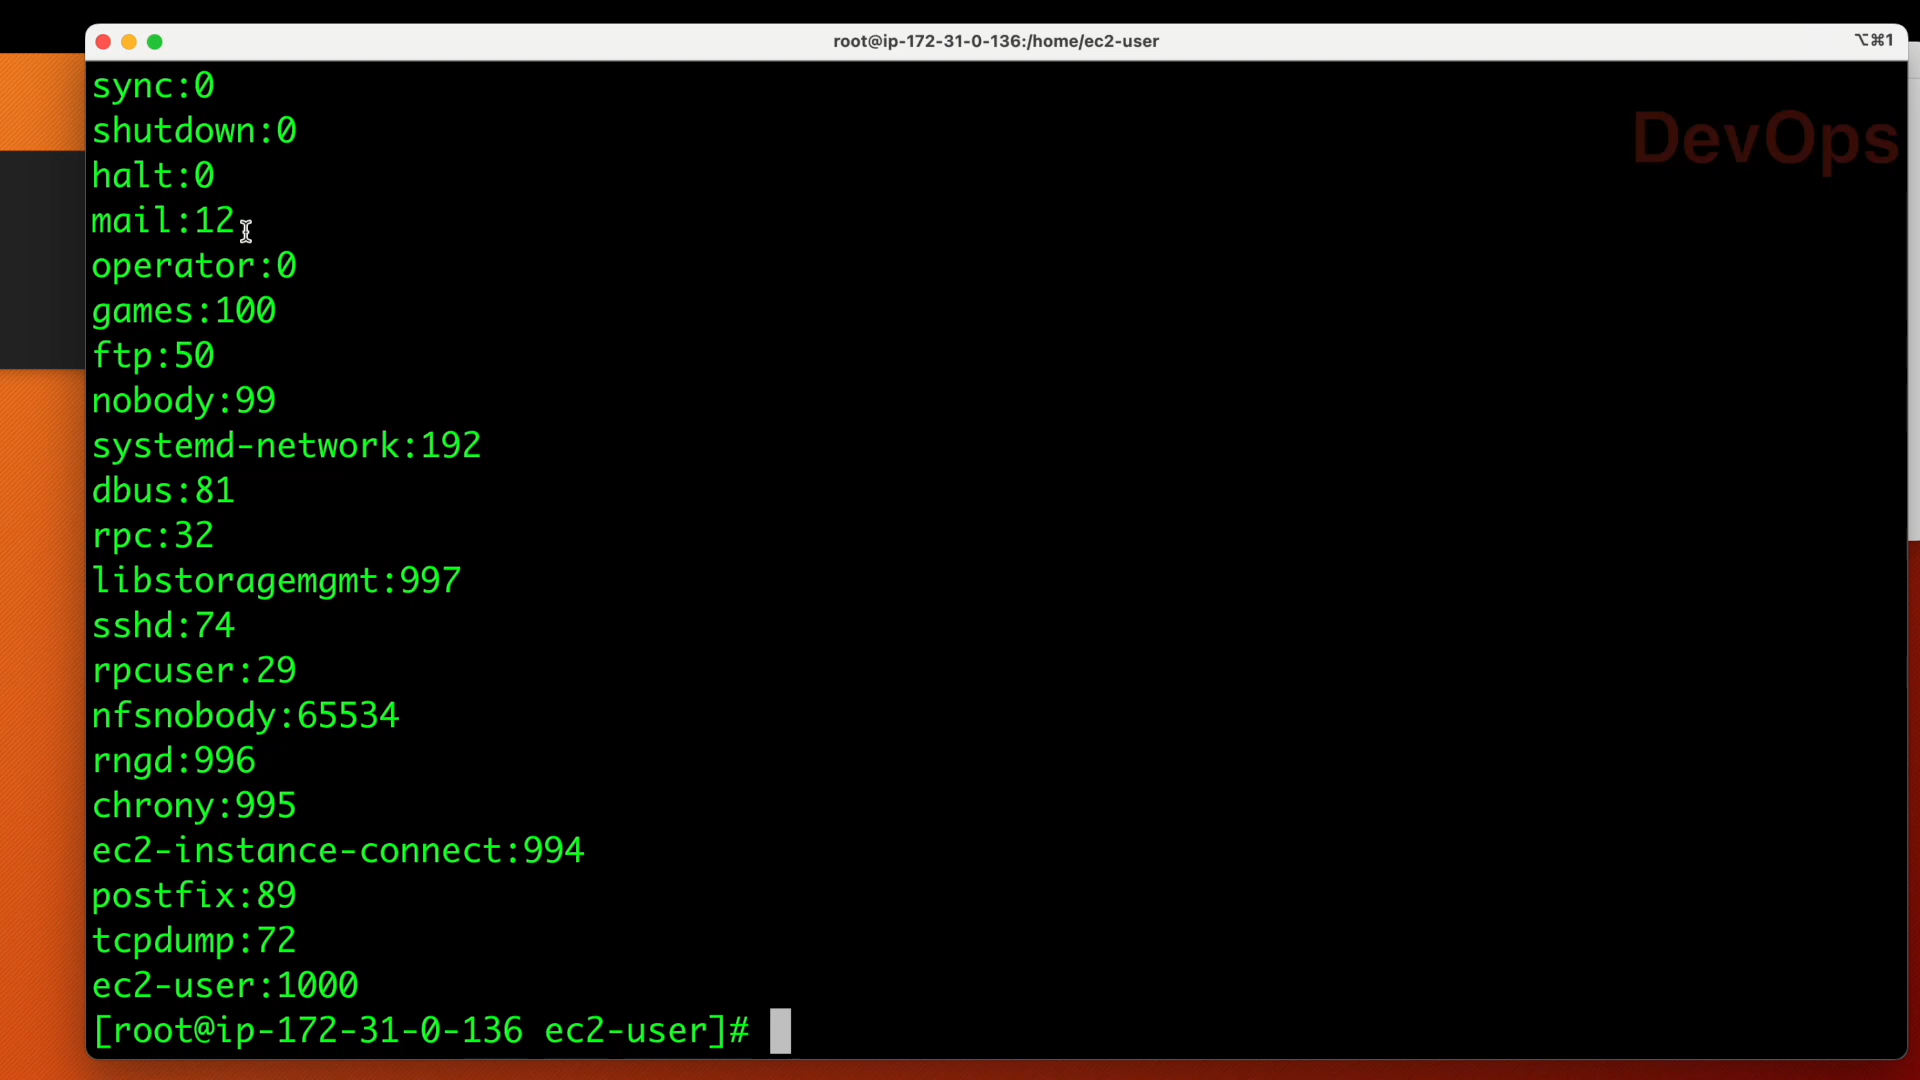 root@ip-172-31-0-136:/home/ec2-user
⌥⌘1
DevOps
sync:0
shutdown:0
halt:0
mail:12
operator:0
games:100
ftp:50
nobody:99
systemd-network:192
dbus:81
rpc:32
libstoragemgmt:997
sshd:74
rpcuser:29
nfsnobody:65534
rngd:996
chrony:995
ec2-instance-connect:994
postfix:89
tcpdump:72
ec2-user:1000
[root@ip-172-31-0-136 ec2-user]#